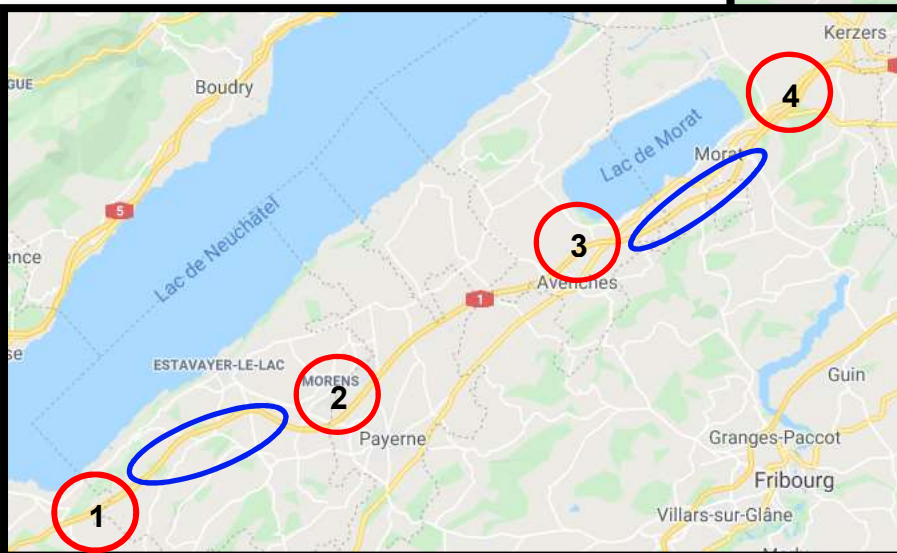 Kerzers
GUE
Boudry
4
Lac de Morat
Morat
5
Lac de Neuchâtel
3
ence
Avenches
1
se
ESTAVAYER-LE-LAC
MORENS
2
Guin
Payerne
Granges-Paccot
Fribourg
1
Villars-sur-Glâne